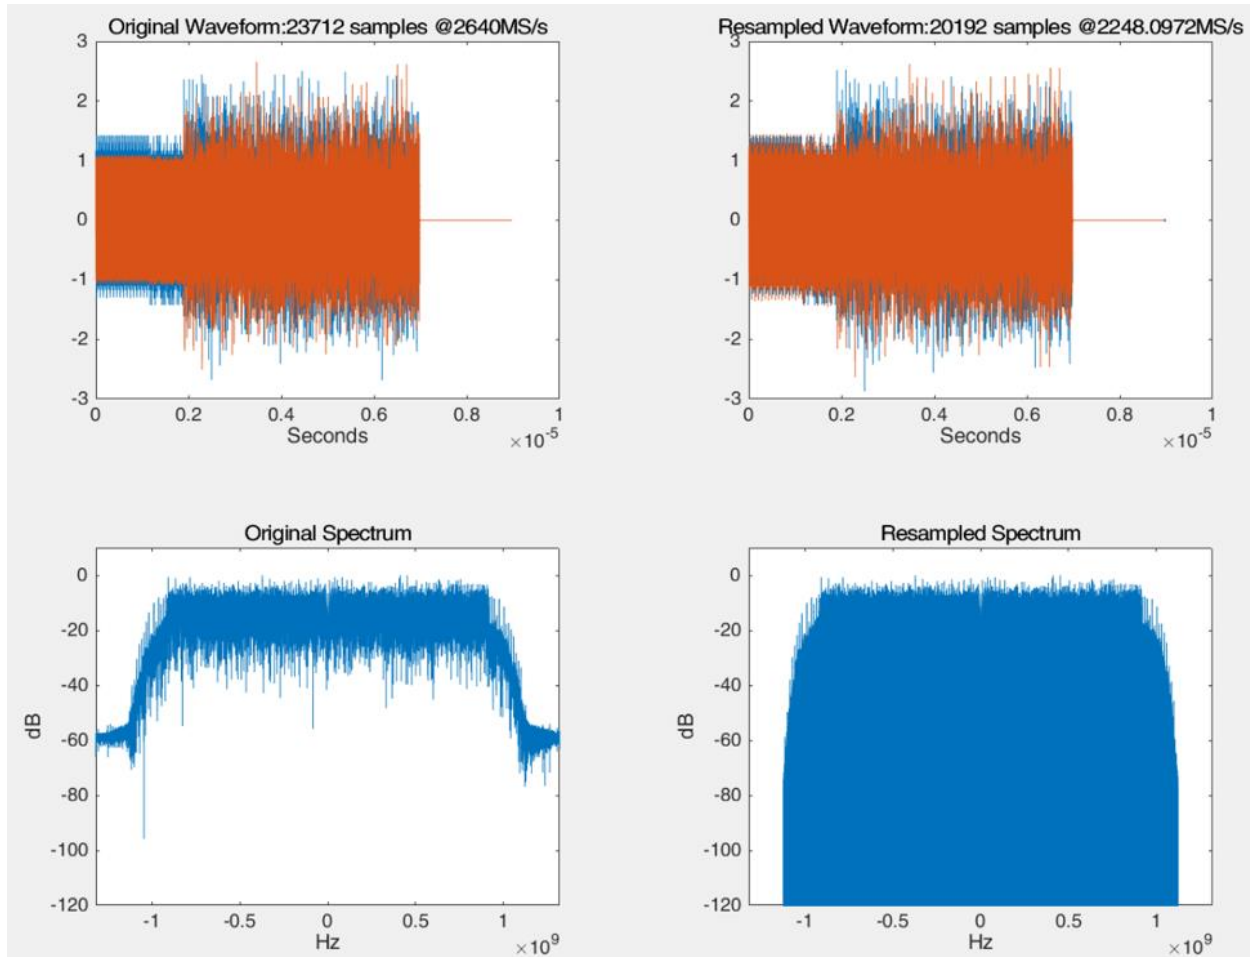 Original Waveform:23712 samples @2640MS/s
3
2
1
0
-1
-2
-3
0 0.2 0.4 0.6 0.8 1
Seconds
×10-5
Resampled Waveform:20192 samples @2248.0972MS/s
3
2
1
0
-1
-2
-3
0 0.2 0.4 0.6 0.8 1
Seconds
×10-5
Original Spectrum
0
-20
-40
-60
-80
-100
-120
dB
-1 -0.5 0 0.5 1
Hz
×109
Resampled Spectrum
0
-20
-40
-60
-80
-100
-120
dB
-1 -0.5 0 0.5 1
Hz
×109